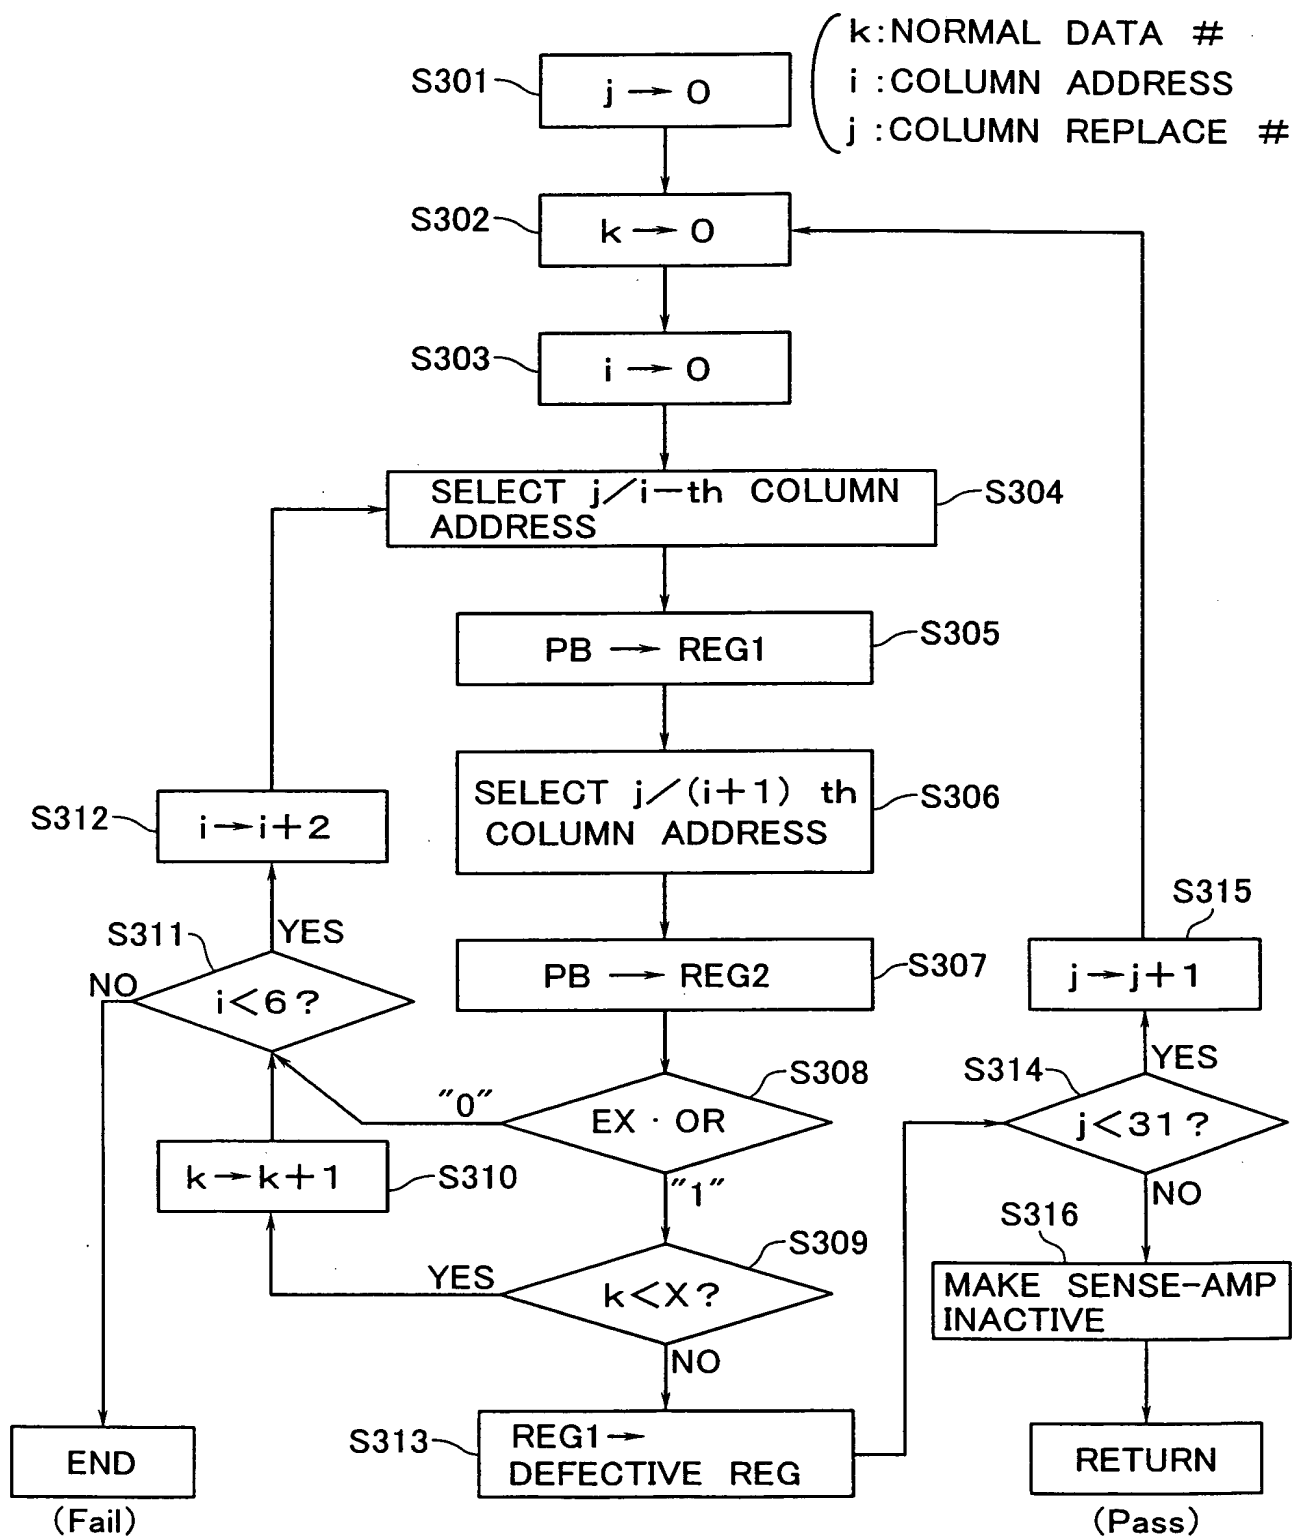 k:NORMAL DATA #
i:COLUMN ADDRESS
j:COLUMN REPLACE #
S301
j→0
S302
k→0
S303
i→0
SELECT j/i-th COLUMN
ADDRESS
S304
PB→REG1
S305
SELECT j/(i+1) th
COLUMN ADDRESS
S306
PB→REG2
S307
S312
i→i+2
YES
S311
NO
i<6?
EX·OR
S308
"0"
"1"
k→k+1
S310
k<X?
S309
YES
NO
S313
REG1→
DEFECTIVE REG
S315
j→j+1
YES
S314
j<31?
NO
S316
MAKE SENSE-AMP
INACTIVE
END
(Fail)
RETURN
(Pass)